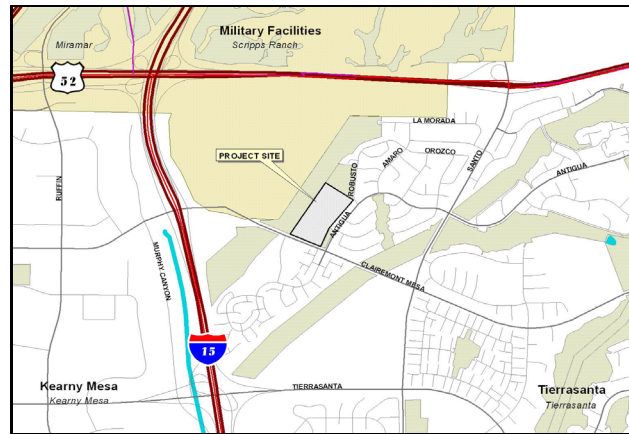 Military Facilities
Miramar
Scripps Ranch
52
LA MORADA
PROJECT SITE
AMARO
OROZCO
ROBUSTO
SANTO
ANTIGUA
RUFFIN
ANTIGUA
MURPHY CANYON
CLAIREMONT MESA
15
Kearny Mesa
Kearny Mesa
TIERRASANTA
Tierrasanta
Tierrasanta